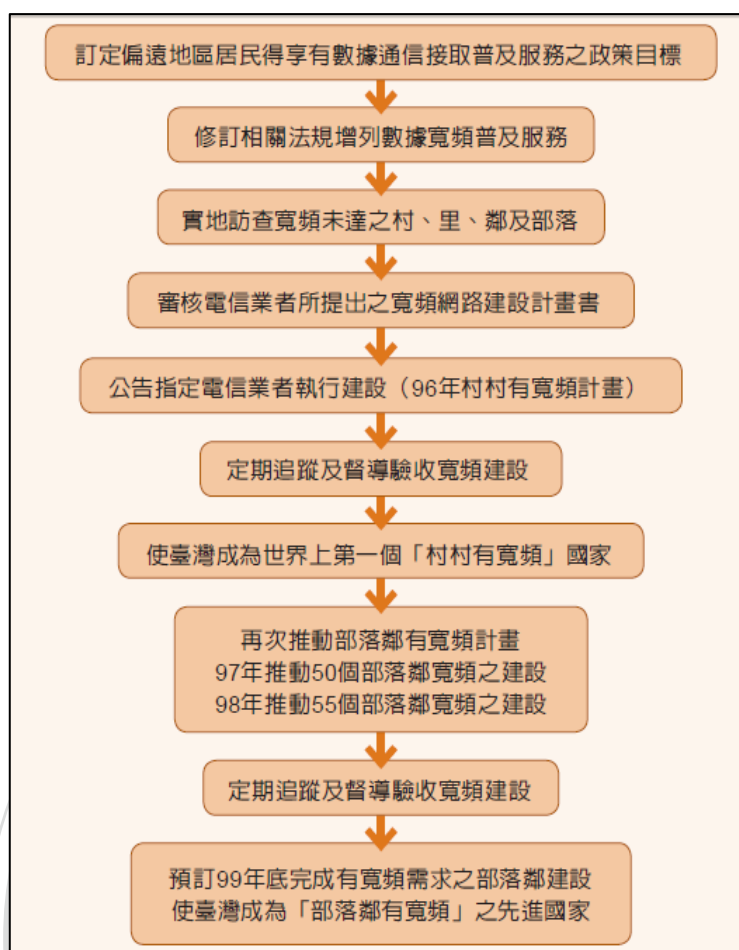 訂定偏遠地區居民得享有數據通信接取普及服務之政策目標
修訂相關法規增列數據寬頻普及服務
實地訪查寬頻未達之村、里、鄰及部落
審核電信業者所提出之寬頻網路建設計畫書
公告指定電信業者執行建設（96年村村有寬頻計畫）
定期追蹤及督導驗收寬頻建設
使臺灣成為世界上第一個「村村有寬頻」國家
再次推動部落鄰有寬頻計畫
97年推動50個部落鄰寬頻之建設
98年推動55個部落鄰寬頻之建設
定期追蹤及督導驗收寬頻建設
預訂99年底完成有寬頻需求之部落鄰建設
使臺灣成為「部落鄰有寬頻」之先進國家